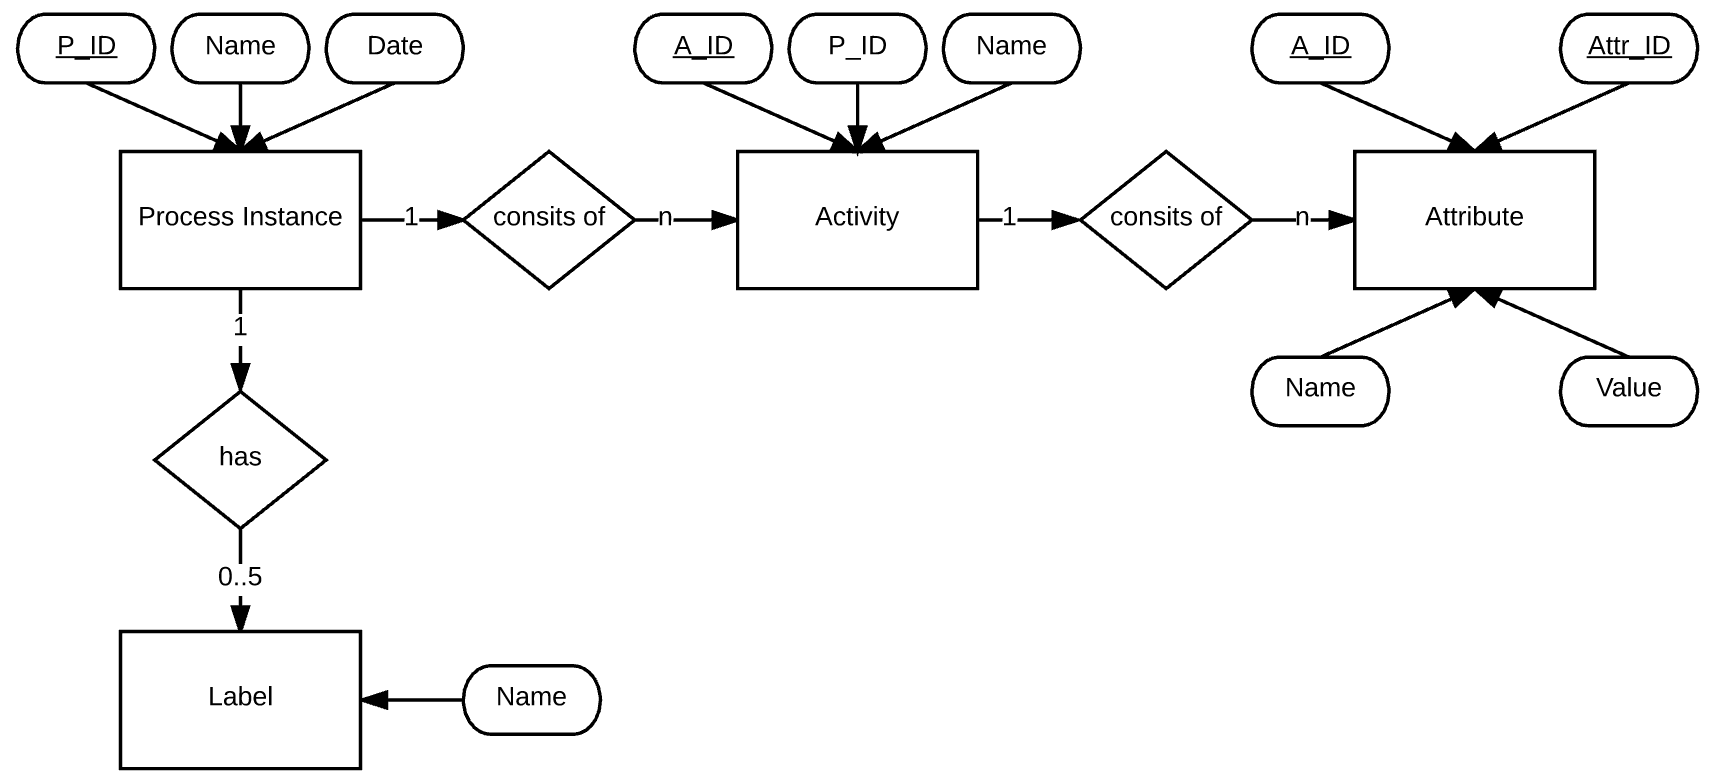 P_ID
Name
Date
A_ID
P_ID
Name
A_ID
Attr_ID
Process Instance
1
consits of
n
Activity
1
consits of
n
Attribute
1
Name
Value
has
0..5
Label
Name